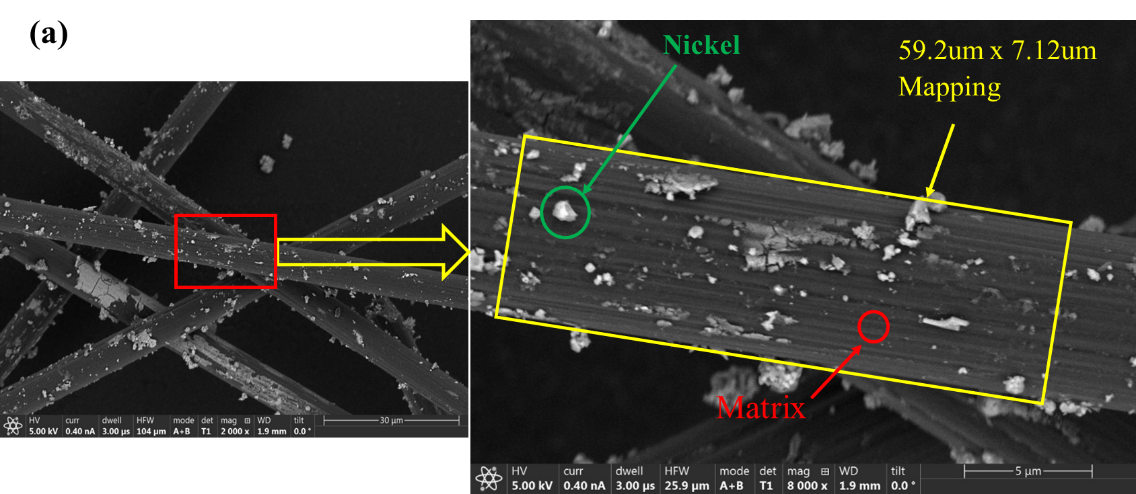 (a)
Nickel
59.2um x 7.12um
Mapping
Matrix
HV curr dwell HFW mode det mag ⊞ WD tilt
5.00 kV 0.40 nA 3.00 µs 104 µm A+B T1 2 000 x 1.9 mm 0.0 °
30 µm
HV curr dwell HFW mode det mag ⊞ WD tilt
5.00 kV 0.40 nA 3.00 µs 25.9 µm A+B T1 8 000 x 1.9 mm 0.0 °
5 µm